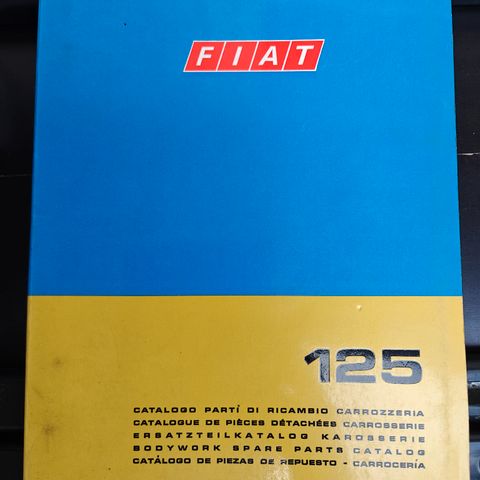 FIAT
125
CATALOGO PARTI DI RICAMBIO CARROZZERIA
CATALOGUE DE PIÈCES DÉTACHÉES CARROSSERIE
ERSATZTEILKATALOG KAROSSERIE
BODYWORK SPARE PARTS CATALOG
CATÁLOGO DE PIEZAS DE REPUESTO - CARROCERÍA